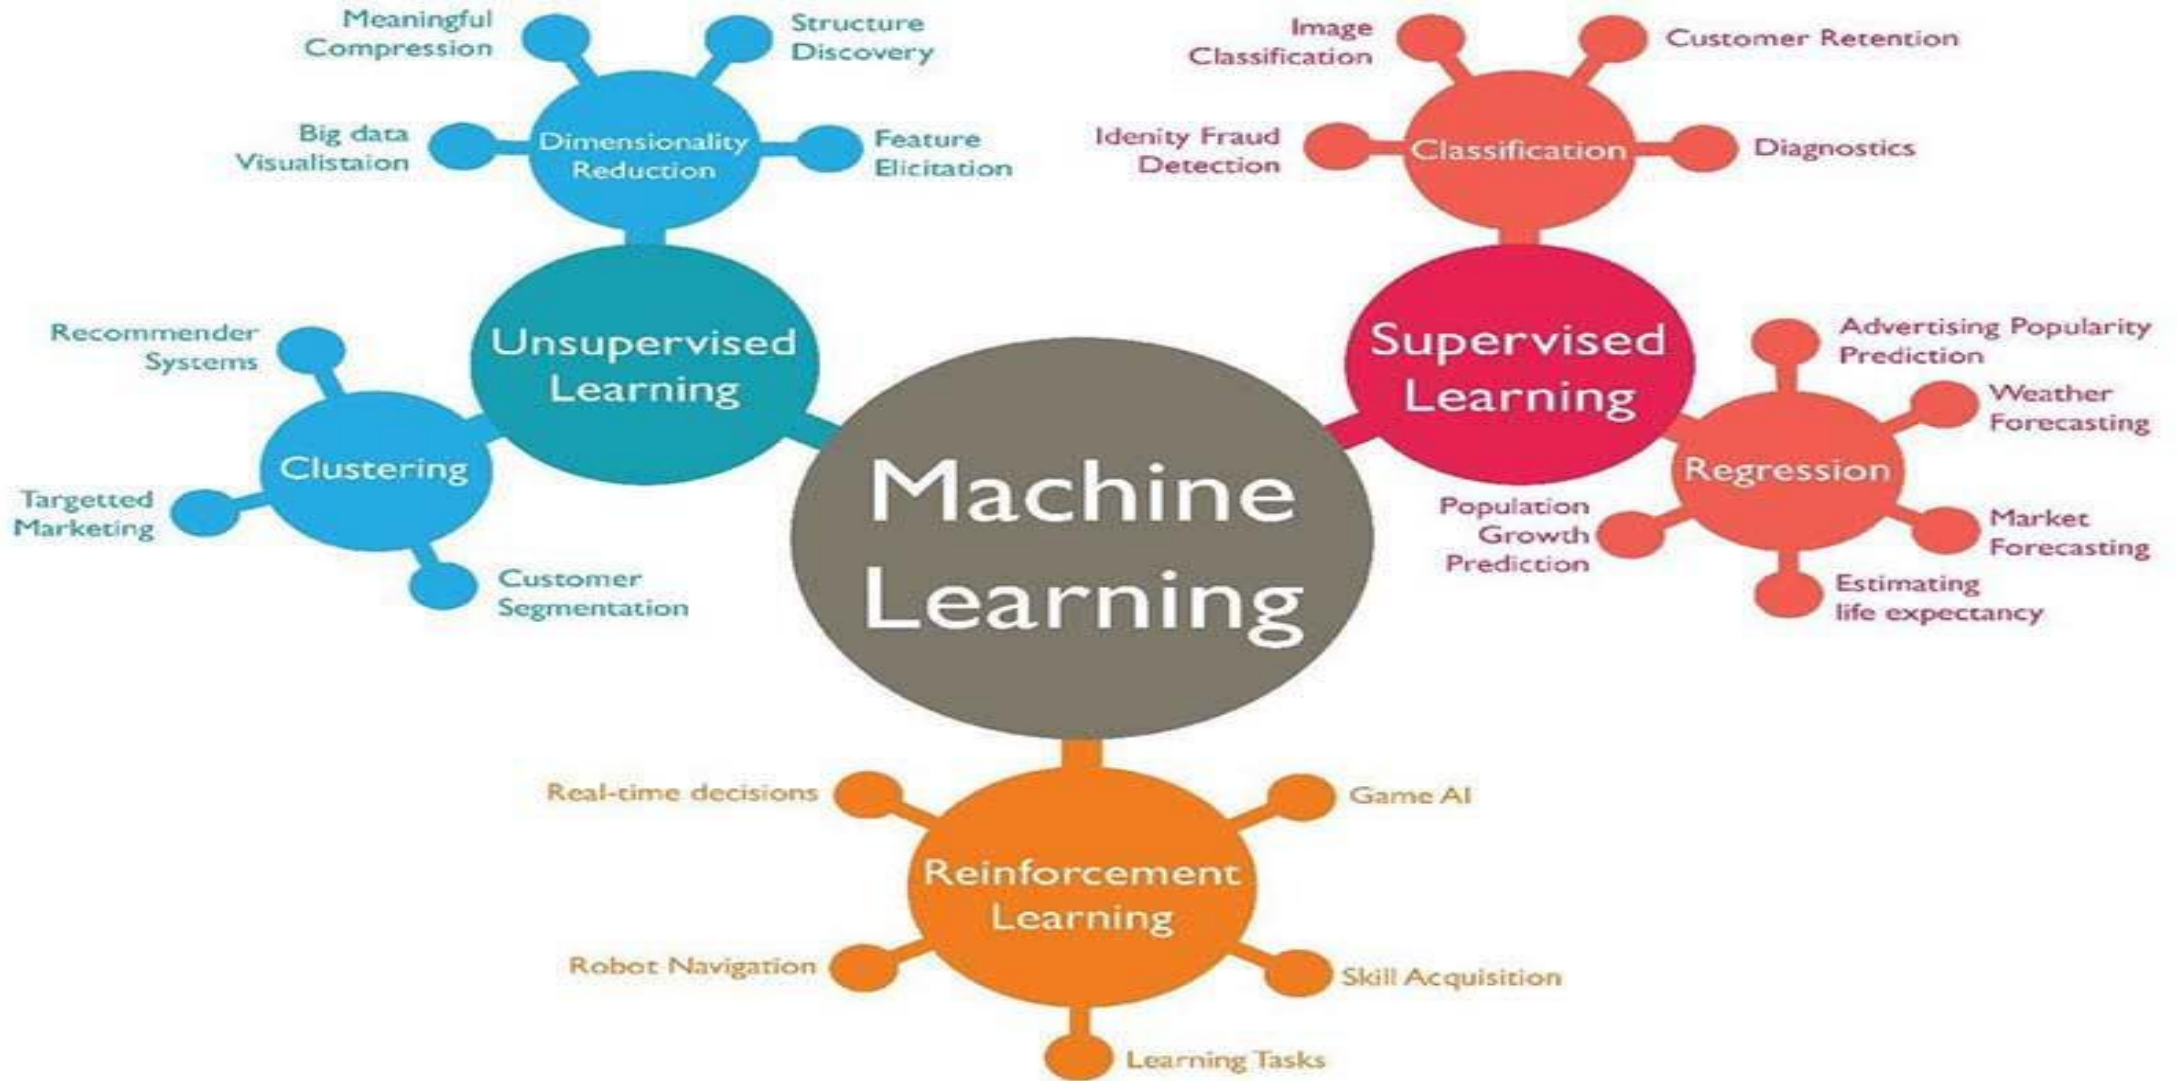 Meaningful
Compression
Structure
Discovery
Big data
Visualistaion
Dimensionality
Reduction
Feature
Elicitation
Image
Classification
Customer Retention
Idenity Fraud
Detection
Classification
Diagnostics
Unsupervised
Learning
Recommender
Systems
Clustering
Targetted
Marketing
Customer
Segmentation
Machine
Learning
Supervised
Learning
Advertising Popularity
Prediction
Weather
Forecasting
Regression
Population
Growth
Prediction
Market
Forecasting
Estimating
life expectancy
Real-time decisions
Game AI
Reinforcement
Learning
Robot Navigation
Skill Acquisition
Learning Tasks